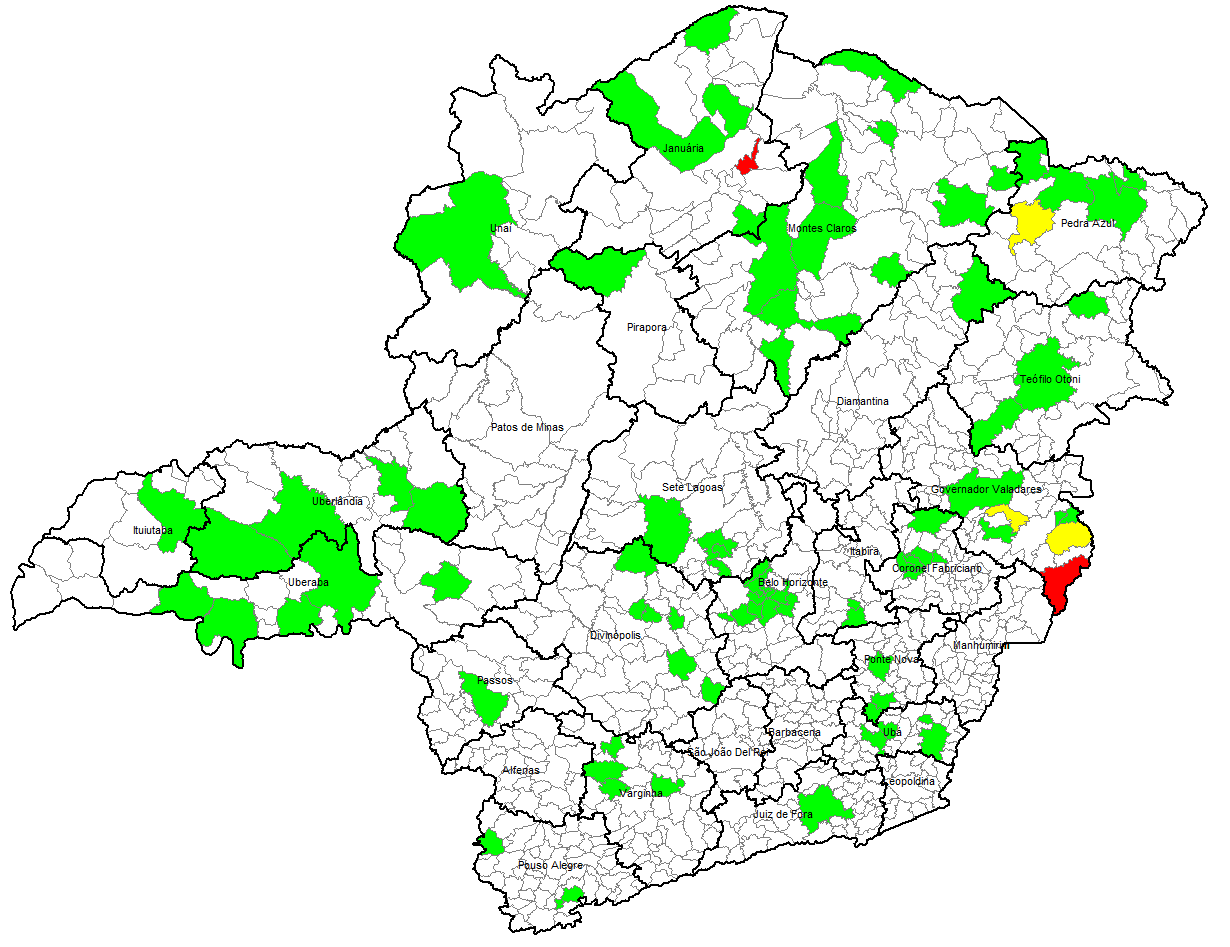 Januária
Unaí
Montes Claros
Pedra Azul
Pirapora
Teófilo Otoni
Diamantina
Patos de Minas
Sete Lagoas
Governador Valadares
Uberlândia
Ituiutaba
Itabira
Coronel Fabriciano
Uberaba
Belo Horizonte
Divinópolis
Manhumirim
Ponte Nova
Passos
Ubá
Barbacena
São João Del Rei
Alfenas
Leopoldina
Varginha
Juiz de Fora
Pouso Alegre